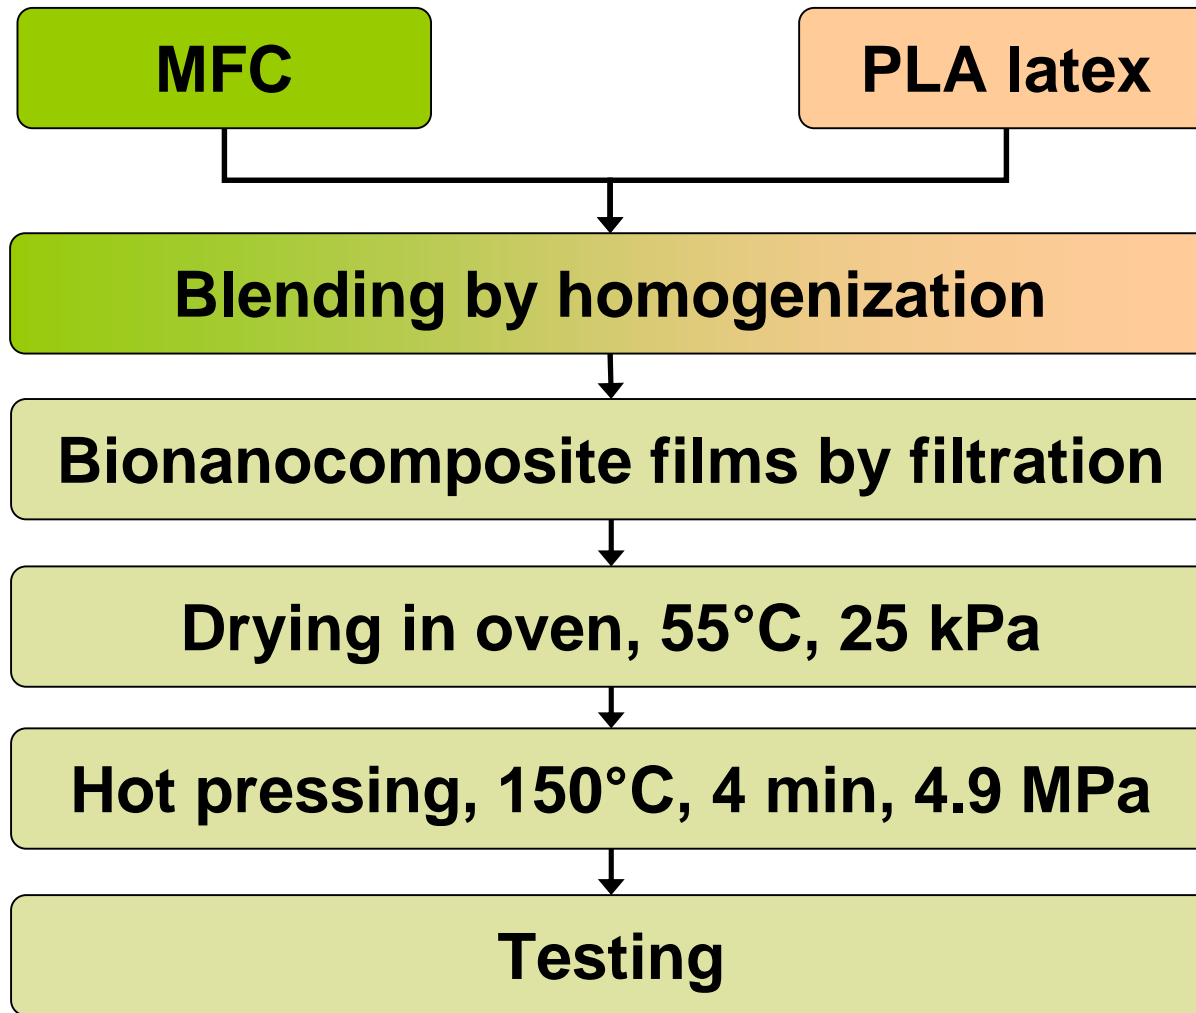 MFC
PLA latex
Blending by homogenization
Bionanocomposite films by filtration
Drying in oven, 55°C, 25 kPa
Hot pressing, 150°C, 4 min, 4.9 MPa
Testing